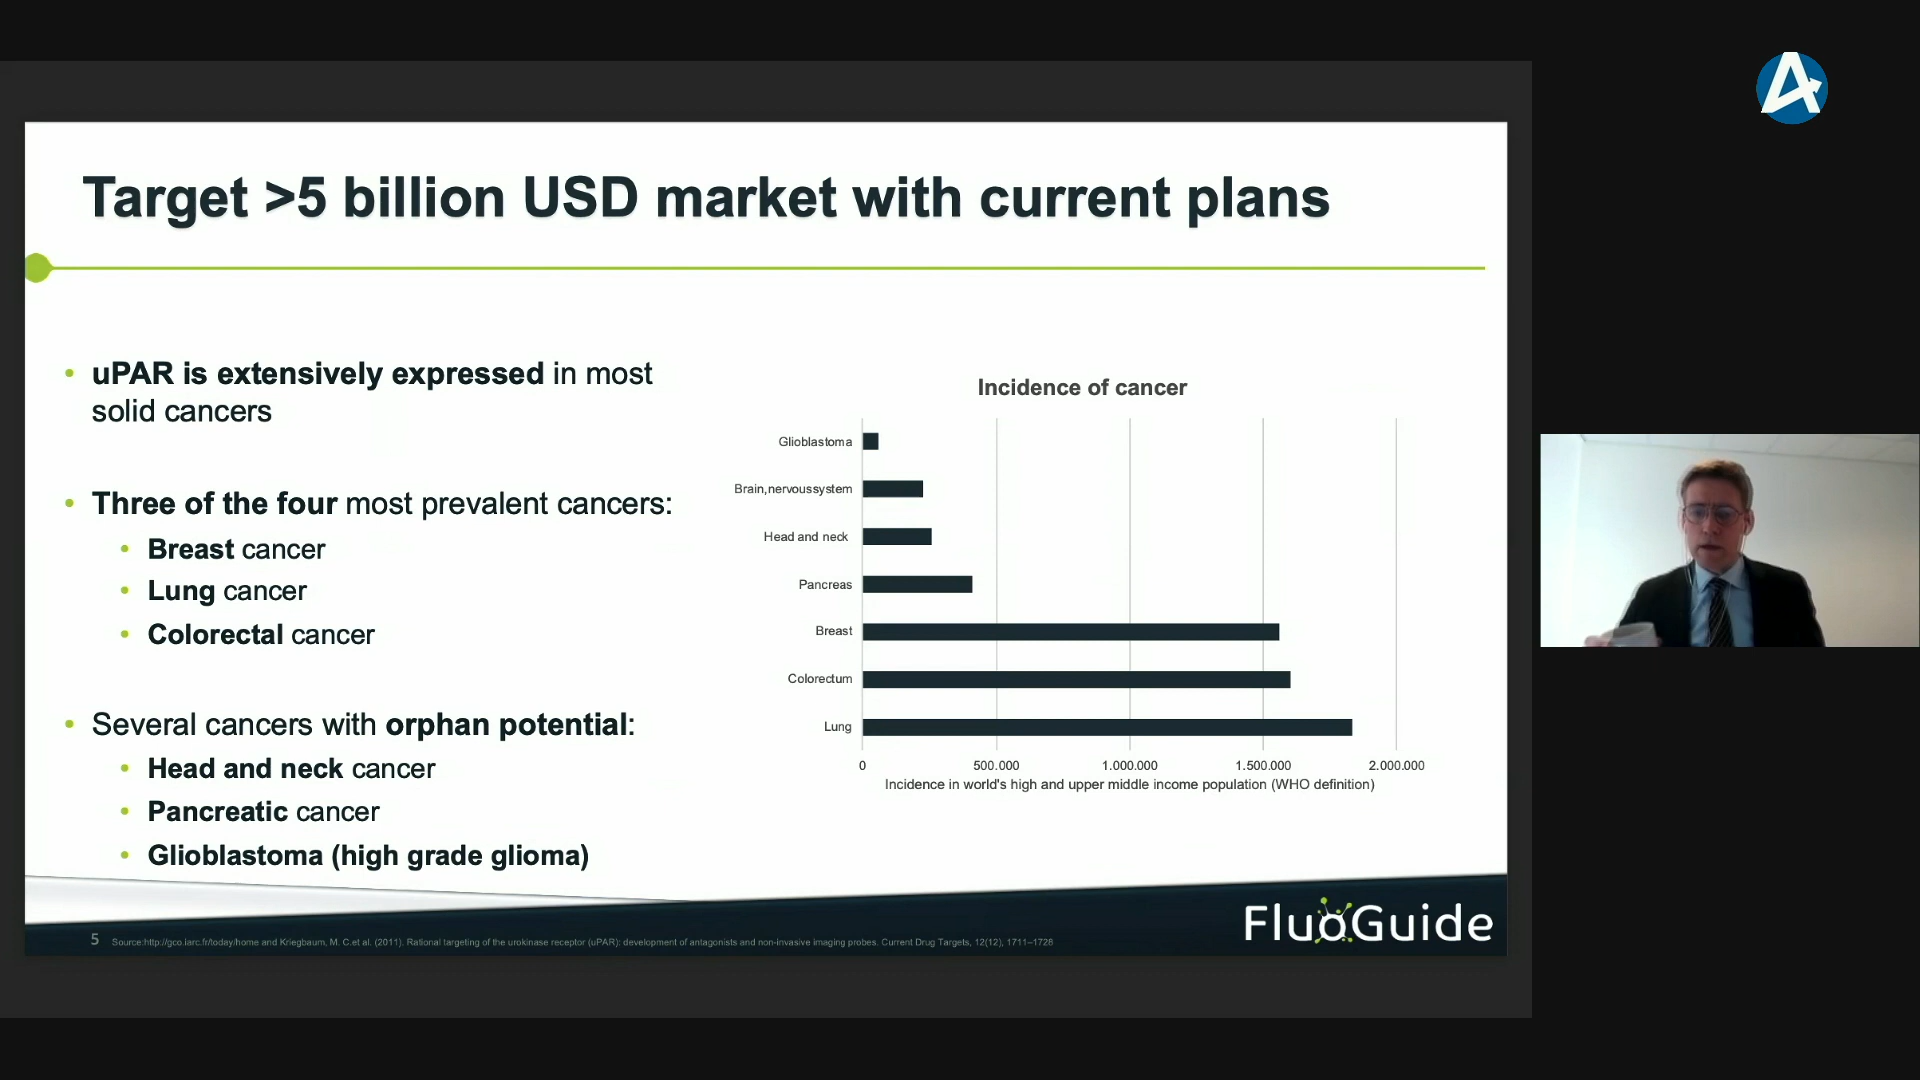 Target >5 billion USD market with current plans
• uPAR is extensively expressed in most
solid cancers
• Three of the four most prevalent cancers:
• Breast cancer
• Lung cancer
• Colorectal cancer
• Several cancers with orphan potential:
• Head and neck cancer
• Pancreatic cancer
• Glioblastoma (high grade glioma)
Incidence of cancer
Glioblastoma
Brain,nervoussystem
Head and neck
Pancreas
Breast
Colorectum
Lung
0 500.000 1.000.000 1.500.000 2.000.000
Incidence in world's high and upper middle income population (WHO definition)
5 Source:http://gco.iarc.fr/today/home and Kriegbaum, M. C.et al. (2011). Rational targeting of the urokinase receptor (uPAR): development of antagonists and non-invasive imaging probes. Current Drug Targets, 12(12), 1711–1728
FluoGuide